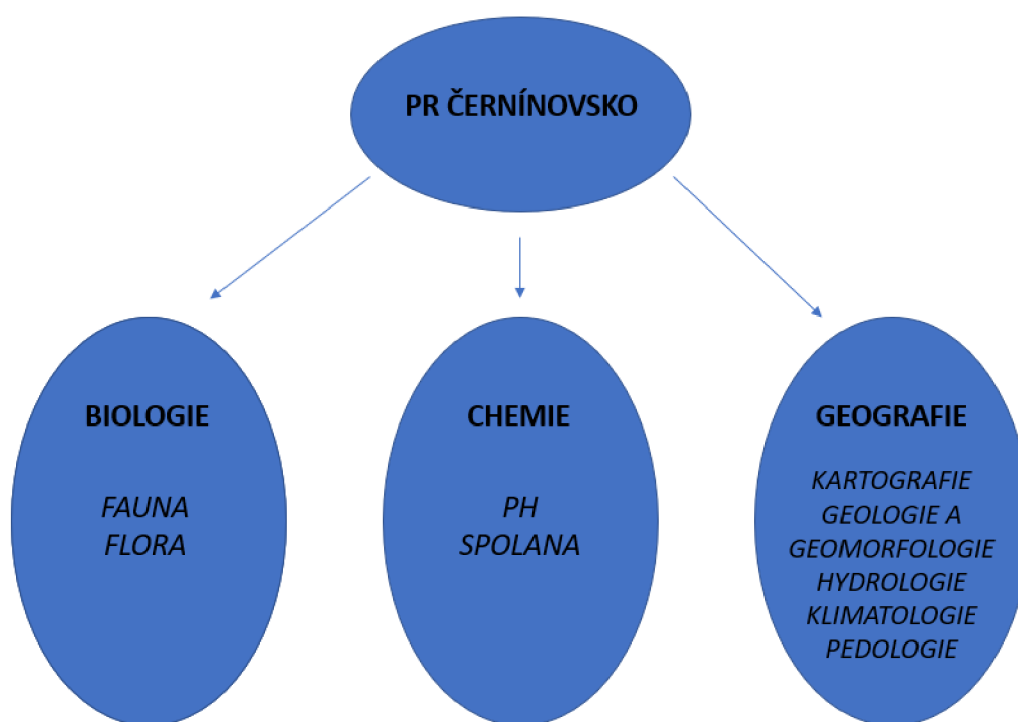 PR ČERNÍNOVSKO
BIOLOGIE
FAUNA
FLORA
CHEMIE
PH
SPOLANA
GEOGRAFIE
KARTOGRAFIE
GEOLOGIE A
GEOMORFOLOGIE
HYDROLOGIE
KLIMATOLOGIE
PEDOLOGIE